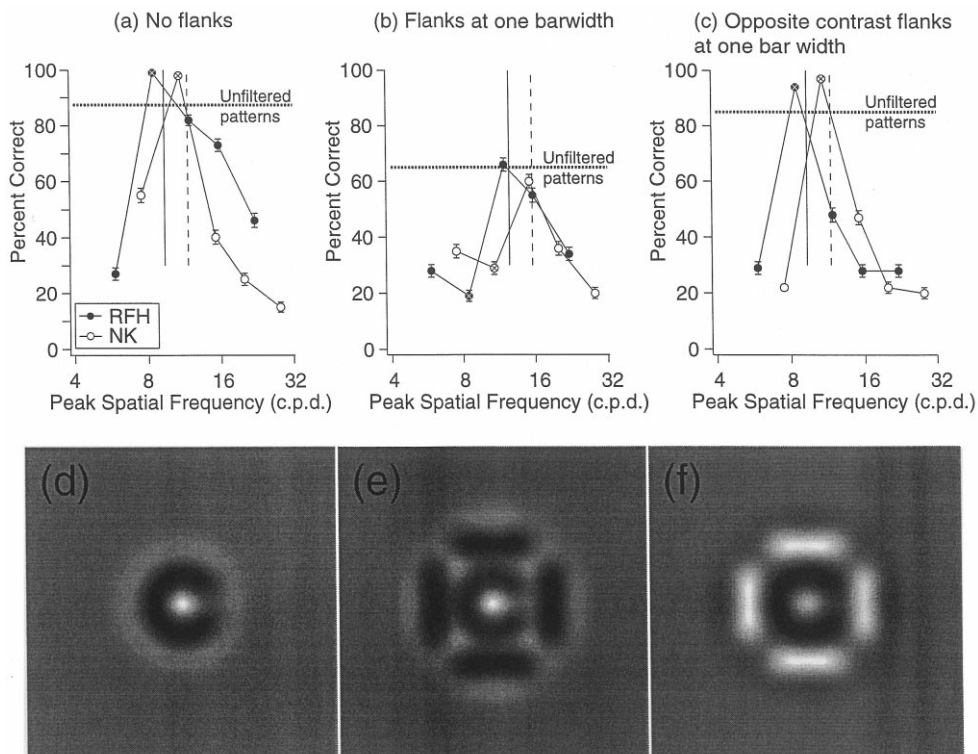 (a) No flanks
(b) Flanks at one barwidth
(c) Opposite contrast flanks
at one bar width
Percent Correct
100
80
60
40
20
0
Unfiltered
patterns
RFH
NK
4 8 16 32
Peak Spatial Frequency (c.p.d.)
Percent Correct
100
80
60
40
20
0
Unfiltered
patterns
4 8 16 32
Peak Spatial Frequency (c.p.d.)
Percent Correct
100
80
60
40
20
0
Unfiltered
patterns
4 8 16 32
Peak Spatial Frequency (c.p.d.)
(d)
(e)
(f)